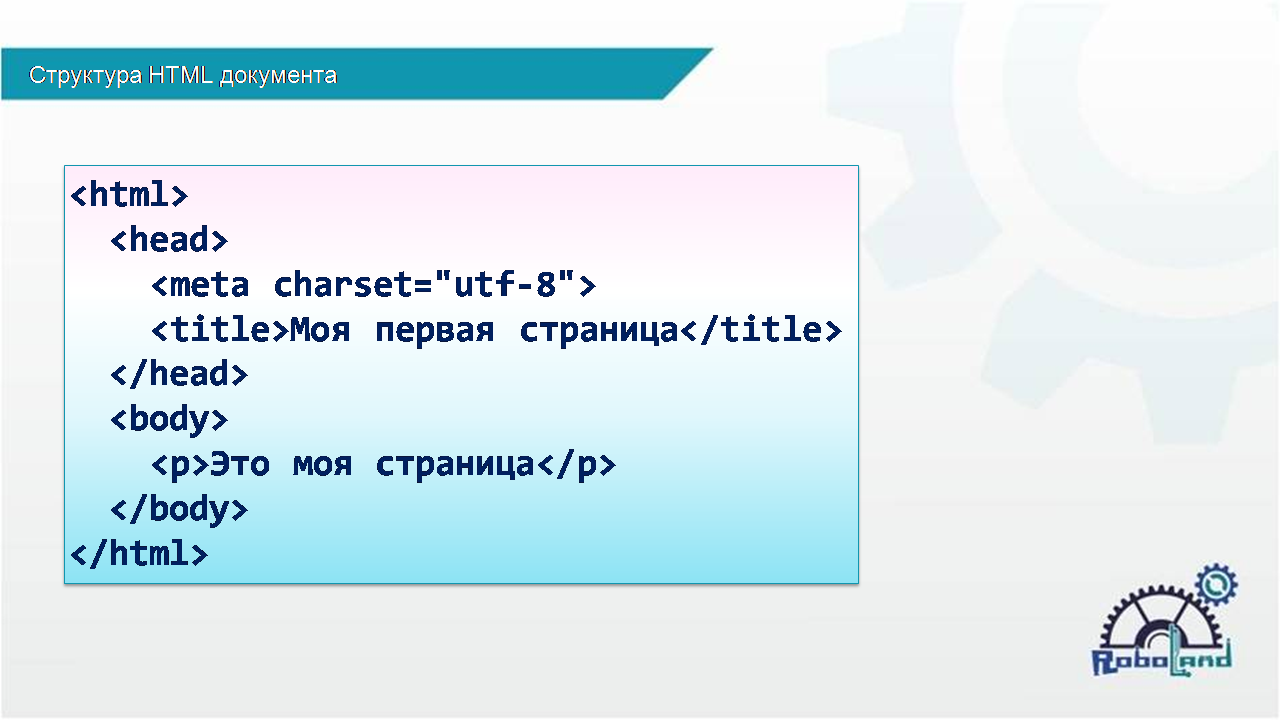 Структура HTML документа
<html>
<head>
<meta charset="utf-8">
<title>Моя первая страница</title>
</head>
<body>
<p>Это моя страница</p>
</body>
</html>
RoboLand